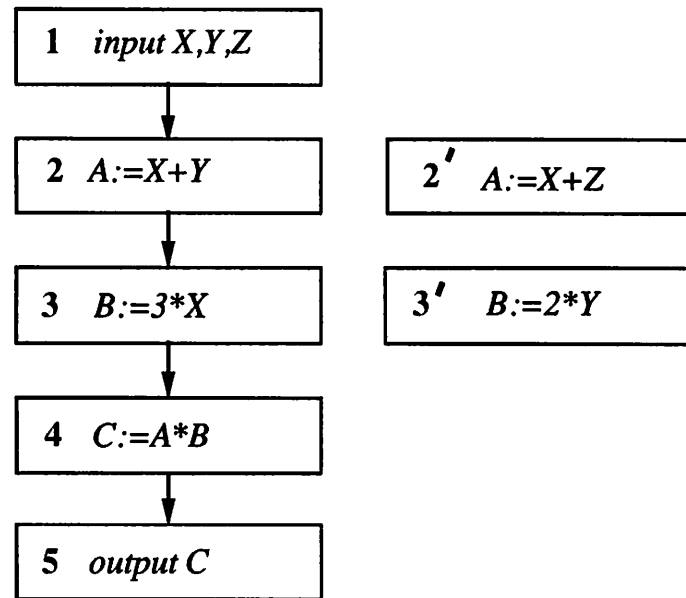 1 input X,Y,Z
2 A:=X+Y
2' A:=X+Z
3 B:=3*X
3' B:=2*Y
4 C:=A*B
5 output C